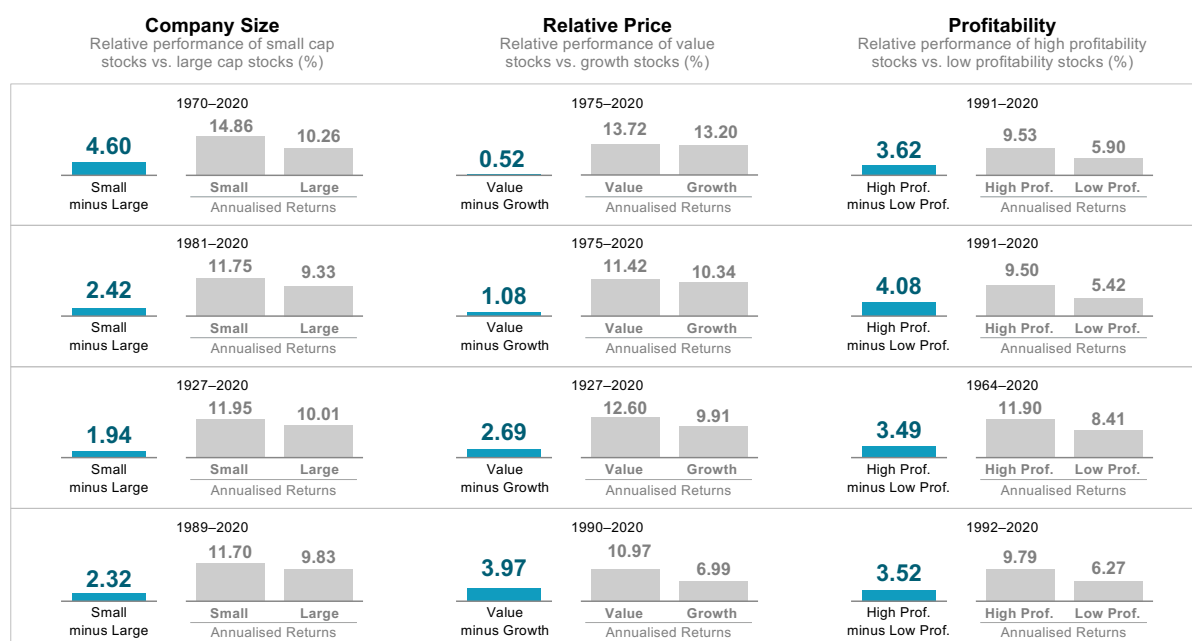 Company Size
Relative performance of small cap
stocks vs. large cap stocks (%)
Relative Price
Relative performance of value
stocks vs. growth stocks (%)
Profitability
Relative performance of high profitability
stocks vs. low profitability stocks (%)
1970–2020
4.60
14.86
10.26
Small
minus Large
Small
Large
Annualised Returns
1975–2020
0.52
13.72
13.20
Value
minus Growth
Value
Growth
Annualised Returns
1991–2020
3.62
9.53
5.90
High Prof.
minus Low Prof.
High Prof.
Low Prof.
Annualised Returns
1981–2020
2.42
11.75
9.33
Small
minus Large
Small
Large
Annualised Returns
1975–2020
1.08
11.42
10.34
Value
minus Growth
Value
Growth
Annualised Returns
1991–2020
4.08
9.50
5.42
High Prof.
minus Low Prof.
High Prof.
Low Prof.
Annualised Returns
1927–2020
1.94
11.95
10.01
Small
minus Large
Small
Large
Annualised Returns
1927–2020
2.69
12.60
9.91
Value
minus Growth
Value
Growth
Annualised Returns
1964–2020
3.49
11.90
8.41
High Prof.
minus Low Prof.
High Prof.
Low Prof.
Annualised Returns
1989–2020
2.32
11.70
9.83
Small
minus Large
Small
Large
Annualised Returns
1990–2020
3.97
10.97
6.99
Value
minus Growth
Value
Growth
Annualised Returns
1992–2020
3.52
9.79
6.27
High Prof.
minus Low Prof.
High Prof.
Low Prof.
Annualised Returns